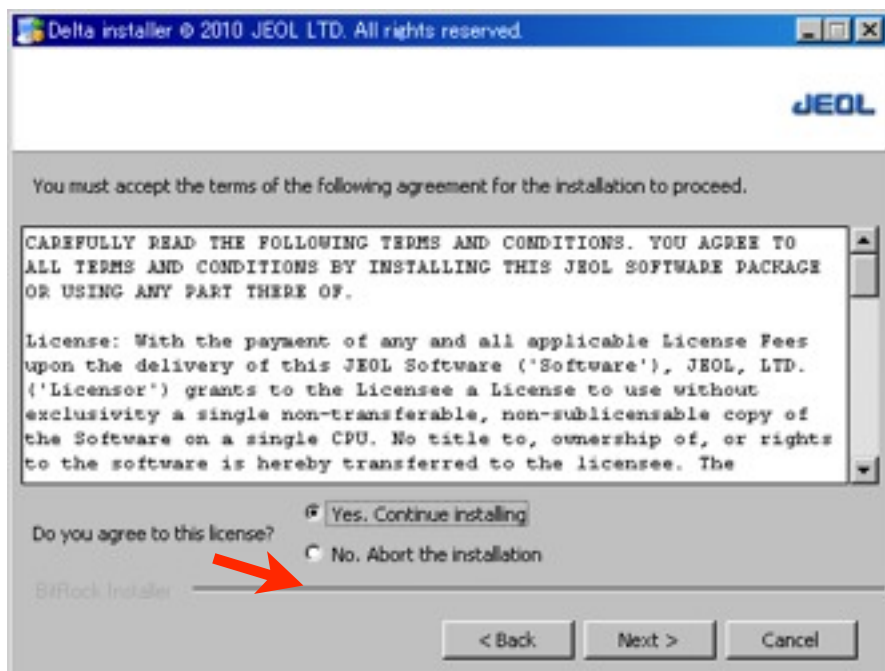 Delta installer © 2010 JEOL LTD. All rights reserved.
JEOL
You must accept the terms of the following agreement for the installation to proceed.
CAREFULLY READ THE FOLLOWING TERMS AND CONDITIONS. YOU AGREE TO
ALL TERMS AND CONDITIONS BY INSTALLING THIS JEOL SOFTWARE PACKAGE
OR USING ANY PART THERE OF.
License: With the payment of any and all applicable License Fees
upon the delivery of this JEOL Software ('Software'), JEOL, LTD.
('Licensor') grants to the Licensee a License to use without
exclusivity a single non-transferable, non-sublicensable copy of
the Software on a single CPU. No title to, ownership of, or rights
to the software is hereby transferred to the licensee. The
Do you agree to this license?
Yes. Continue installing
No. Abort the installation
BitRock Installer
< Back
Next >
Cancel